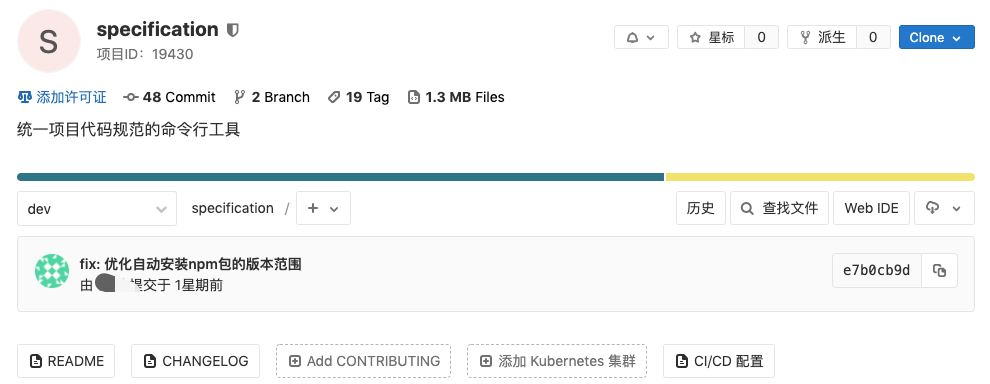 S
specification
项目ID： 19430
星标 0
派生 0
Clone
添加许可证 48 Commit 2 Branch 19 Tag 1.3 MB Files
统一项目代码规范的命令行工具
dev
specification / +
历史
查找文件
Web IDE
fix: 优化自动安装npm包的版本范围
由 提交于 1星期前
e7b0cb9d
README
CHANGELOG
Add CONTRIBUTING
添加 Kubernetes 集群
CI/CD 配置